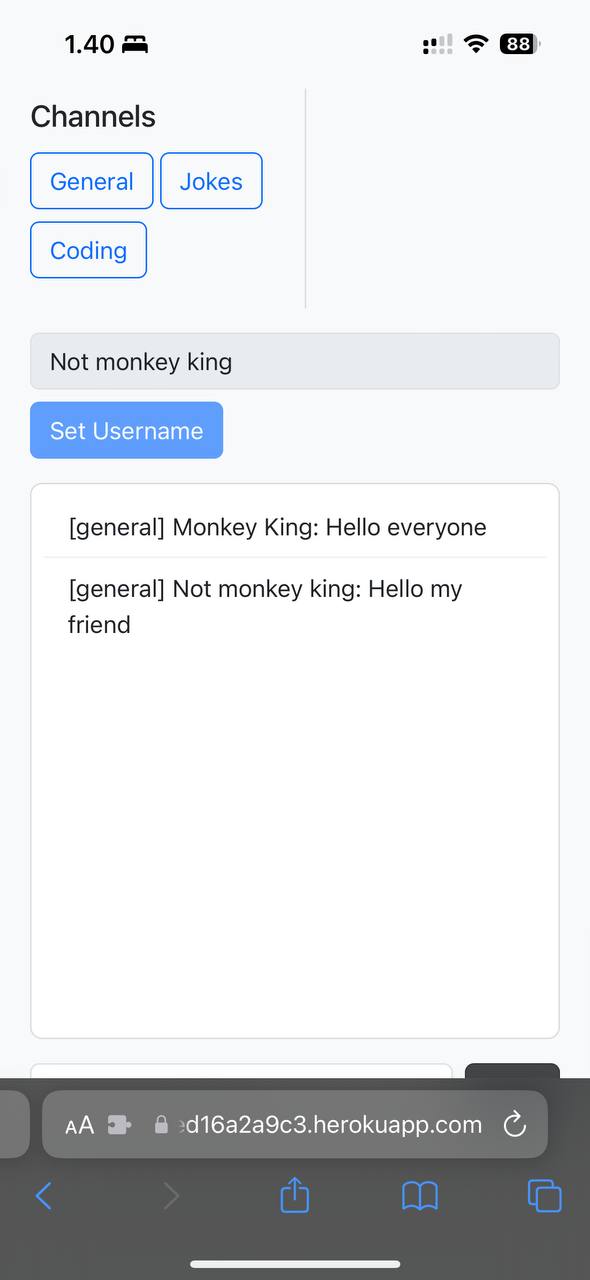 1.40
88
Channels
General Jokes
Coding
Not monkey king
Set Username
[general] Monkey King: Hello everyone
[general] Not monkey king: Hello my
friend
AA d16a2a9c3.herokuapp.com